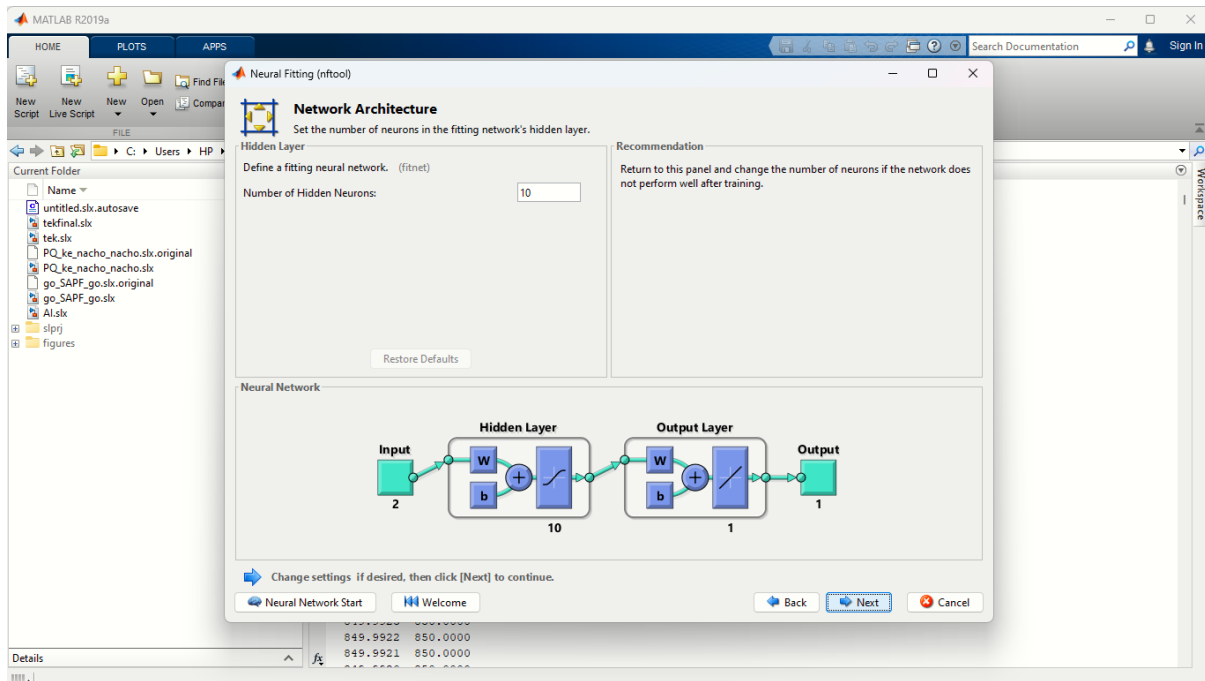 MATLAB R2019a
HOME PLOTS APPS
Search Documentation Sign In
New Script
New Live Script
New
Open
Find File
Compar
FILE
C: Users HP
Current Folder
Name
untitled.slx.autosave
tekfinal.slx
tek.slx
PQ_ke_nacho_nacho.slx.original
PQ_ke_nacho_nacho.slx
go_SAPF_go.slx.original
go_SAPF_go.slx
AI.slx
slprj
figures
Details
Workspace
Neural Fitting (nftool)
Network Architecture
Set the number of neurons in the fitting network's hidden layer.
Hidden Layer
Define a fitting neural network. (fitnet)
Number of Hidden Neurons: 10
Restore Defaults
Recommendation
Return to this panel and change the number of neurons if the network does
not perform well after training.
Neural Network
Hidden Layer Output Layer
Input Output
W W
b b
2 1
10 1
Change settings if desired, then click [Next] to continue.
Neural Network Start Welcome Back Next Cancel
849.9922 850.0000
fx 849.9921 850.0000